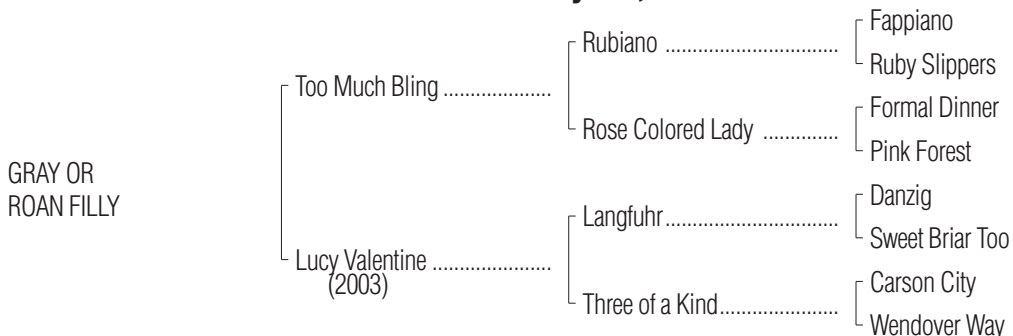 Fappiano
Rubiano ................................
Ruby Slippers
Too Much Bling ....................
Formal Dinner
Rose Colored Lady ..............
Pink Forest
GRAY OR
ROAN FILLY
Danzig
Langfuhr................................
Sweet Briar Too
Lucy Valentine ......................
(2003)
Carson City
Three of a Kind......................
Wendover Way